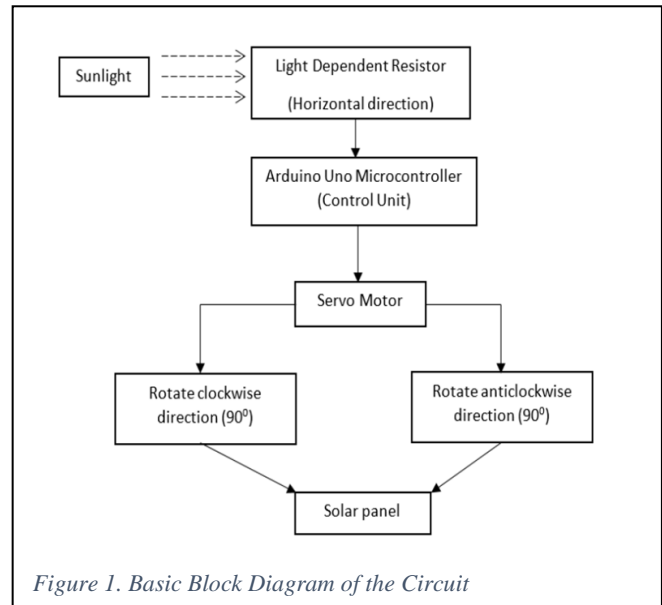 Sunlight
Light Dependent Resistor
(Horizontal direction)
Arduino Uno Microcontroller
(Control Unit)
Servo Motor
Rotate clockwise
direction (90⁰)
Rotate anticlockwise
direction (90⁰)
Solar panel
Figure 1. Basic Block Diagram of the Circuit